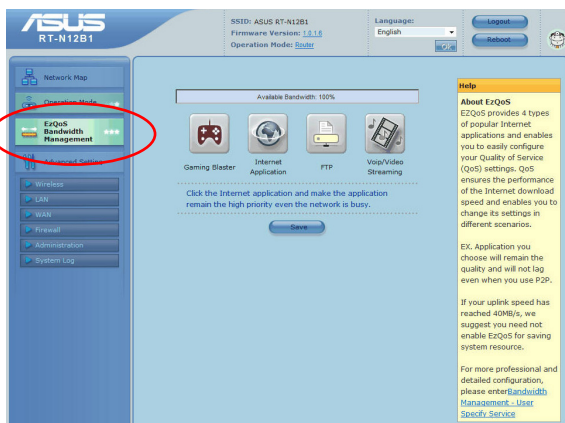 ASUS
RT-N12B1
SSID: ASUS RT-N12B1
Firmware Version: 1.0.1.6
Operation Mode: Router
Language:
English
Logout
Reboot
Network Map
Operation Mode
EzQoS
Bandwidth
Management
Advanced Setting
Wireless
LAN
WAN
Firewall
Administration
System Log
Available Bandwidth: 100%
Gaming Blaster
Internet
Application
FTP
Voip/Video
Streaming
Click the Internet application and make the application
remain the high priority even the network is busy.
Save
Help
About EzQoS
EZQoS provides 4 types
of popular Internet
applications and enables
you to easily configure
your Quality of Service
(QoS) settings. QoS
ensures the performance
of the Internet download
speed and enables you to
change its settings in
different scenarios.
EX. Application you
choose will remain the
quality and will not lag
even when you use P2P.
If your uplink speed has
reached 40MB/s, we
suggest you need not
enable EzQoS for saving
system resource.
For more professional and
detailed configuration,
please enterBandwidth
Management - User
Specify Service